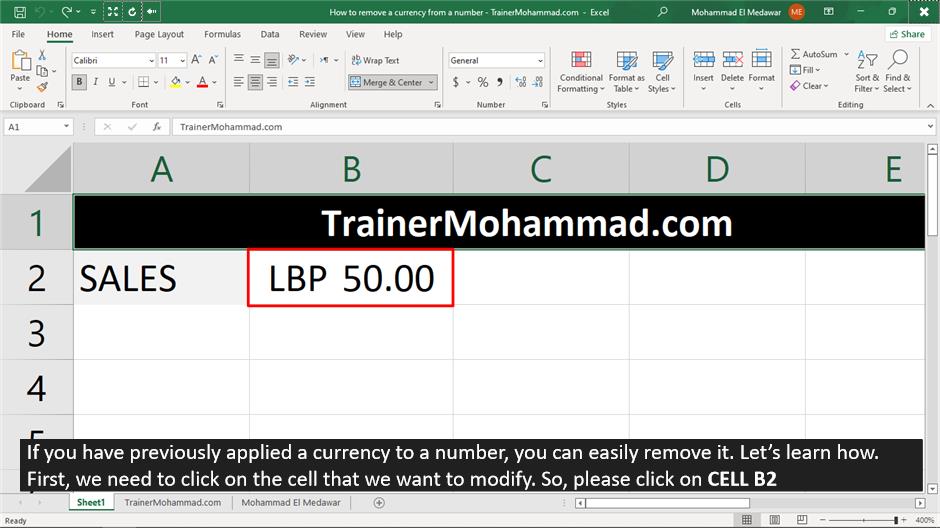 How to remove a currency from a number - TrainerMohammad.com - Excel
Mohammad El Medawar ME
File Home Insert Page Layout Formulas Data Review View Help Share
Calibri 11 A A Wrap Text General AutoSum
Paste Conditional Format as Cell Insert Delete Format Fill Sort & Find &
B I U A Merge & Center $ % , Formatting Table Styles Clear Filter Select
Clipboard Font Alignment Number Styles Cells Editing
A1 fx TrainerMohammad.com
A B C D E
1 TrainerMohammad.com
2 SALES LBP 50.00
3
4
5
If you have previously applied a currency to a number, you can easily remove it. Let’s learn how.
First, we need to click on the cell that we want to modify. So, please click on CELL B2
Sheet1 TrainerMohammad.com Mohammad El Medawar
Ready 400%